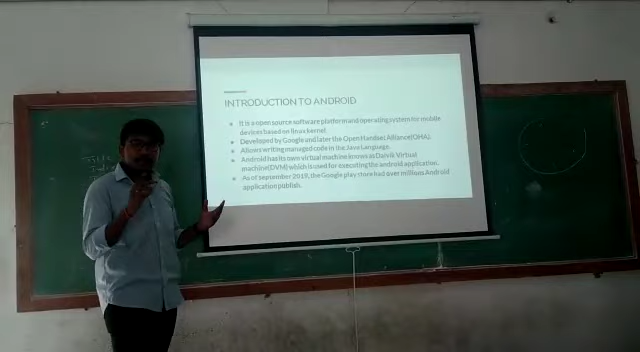 INTRODUCTION TO ANDROID
It is a open source software platform and operating system for mobile
devices based on linux kernel.
Developed by Google and later the Open Handset Alliance(OHA).
Allows writing managed code in the Java Language.
Android has its own virtual machine known as Dalvik Virtual
machine(DVM) which is used for executing the android application.
As of september 2019, the Google play store had over millions Android
application publish.